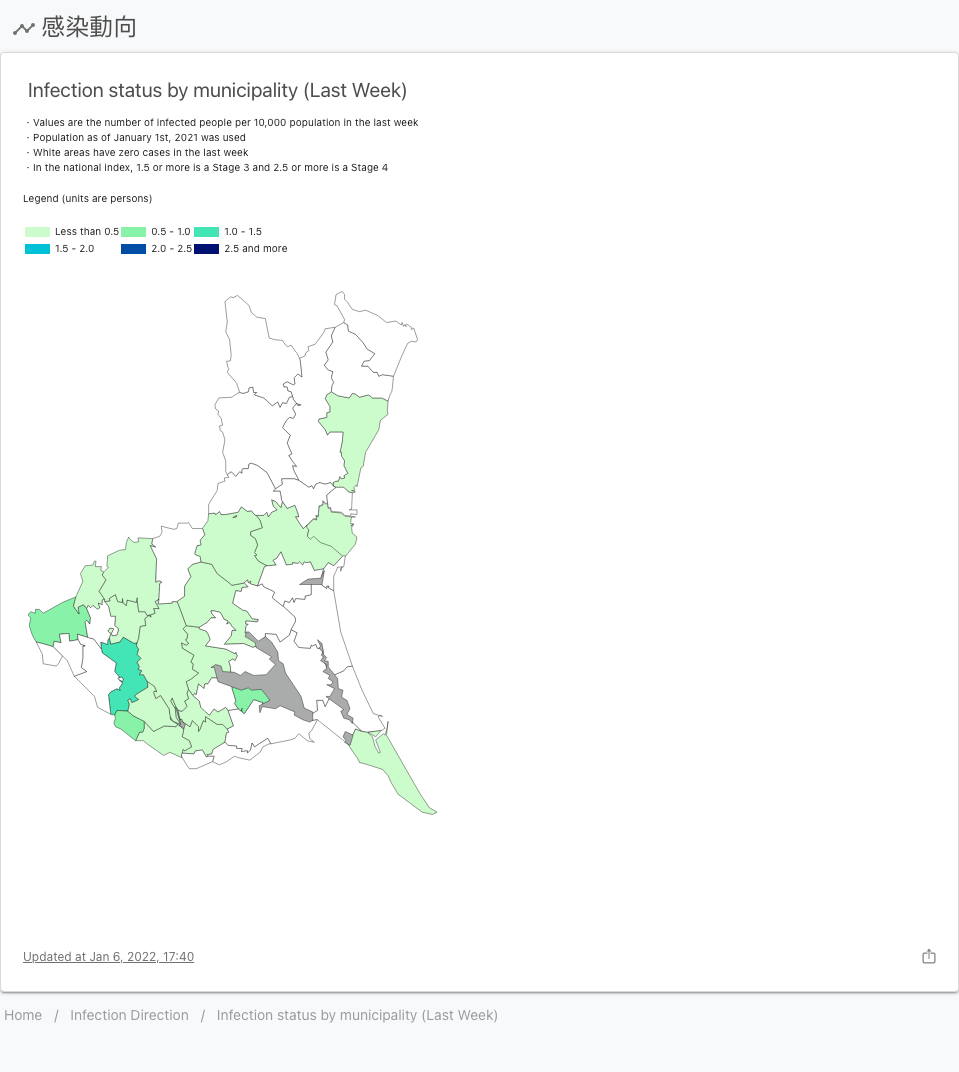 感染動向
Infection status by municipality (Last Week)
· Values are the number of infected people per 10,000 population in the last week
· Population as of January 1st, 2021 was used
· White areas have zero cases in the last week
· In the national index, 1.5 or more is a Stage 3 and 2.5 or more is a Stage 4
Legend (units are persons)
Less than 0.5 0.5 - 1.0 1.0 - 1.5
1.5 - 2.0 2.0 - 2.5 2.5 and more
Updated at Jan 6, 2022, 17:40
Home / Infection Direction / Infection status by municipality (Last Week)